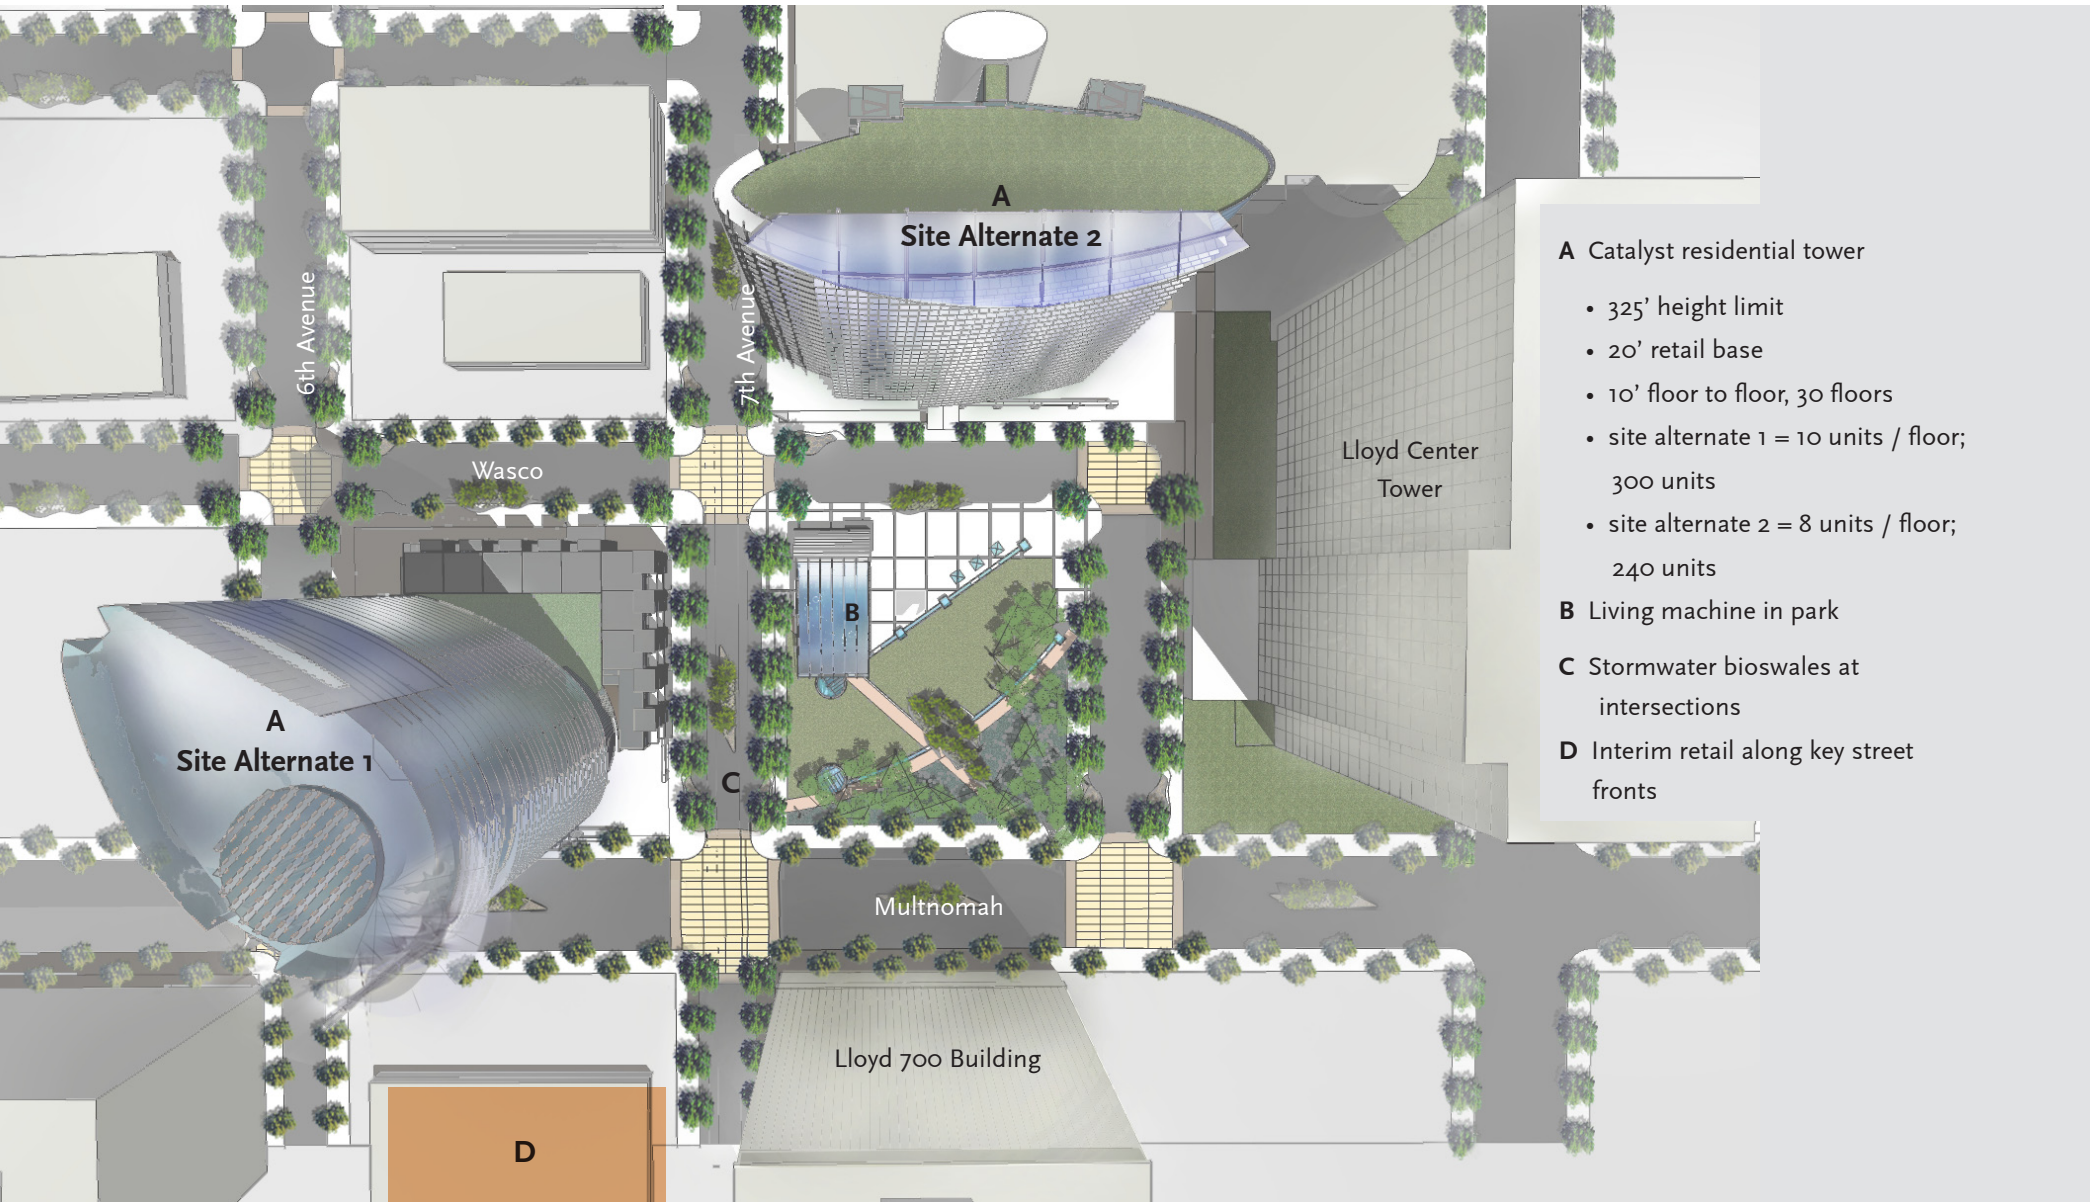 A
Site Alternate 2
6th Avenue
7th Avenue
Wasco
Lloyd Center
Tower
B
A
Site Alternate 1
C
Multnomah
Lloyd 700 Building
D
A Catalyst residential tower
• 325’ height limit
• 20’ retail base
• 10’ floor to floor, 30 floors
• site alternate 1 = 10 units / floor;
300 units
• site alternate 2 = 8 units / floor;
240 units
B Living machine in park
C Stormwater bioswales at
intersections
D Interim retail along key street
fronts